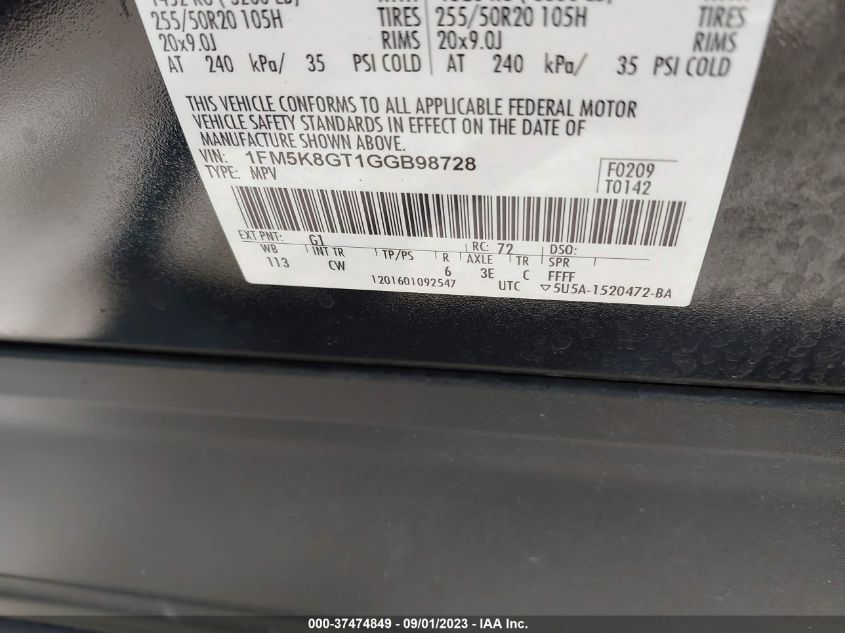 255/50R20 105H TIRES 255/50R20 105H TIRES
20x9.0J RIMS 20x9.0J RIMS
AT 240 kPa/ 35 PSI COLD AT 240 kPa/ 35 PSI COLD
THIS VEHICLE CONFORMS TO ALL APPLICABLE FEDERAL MOTOR
VEHICLE SAFETY STANDARDS IN EFFECT ON THE DATE OF
MANUFACTURE SHOWN ABOVE.
VIN: 1FM5K8GT1GGB98728
TYPE: MPV
F0209
T0142
EXT PNT: G1 RC: 72 DSO:
WB INT TR TP/PS R AXLE TR SPR
113 CW 6 3E C FFFF
1201601092547 UTC ▽5U5A-1520472-BA
000-37474849 - 09/01/2023 - IAA Inc.